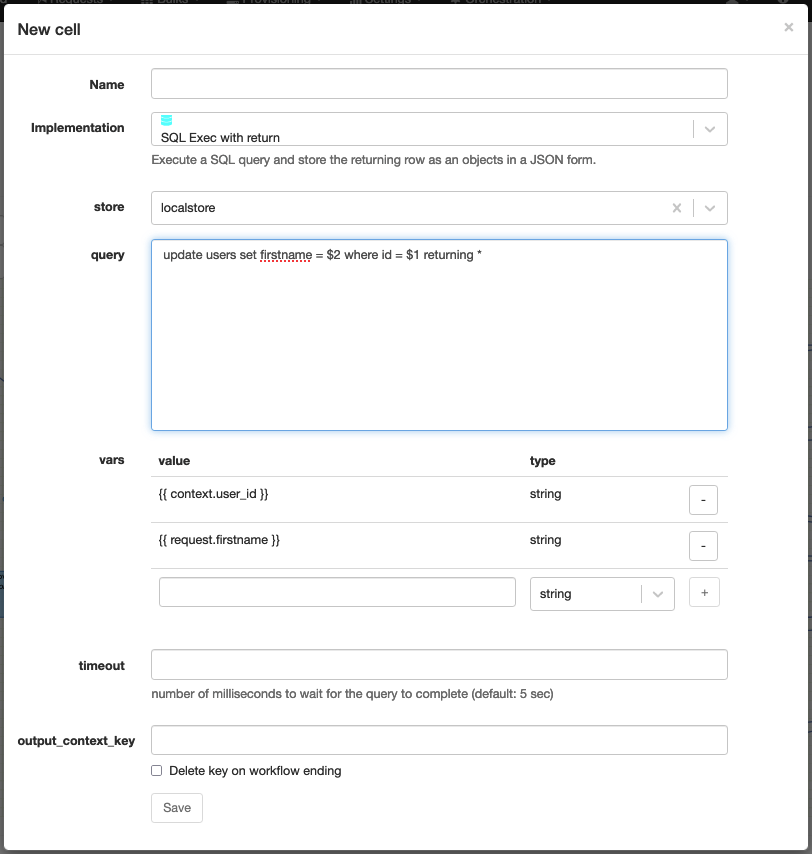 New cell ×
Name
Implementation
SQL Exec with return
Execute a SQL query and store the returning row as an objects in a JSON form.
store
localstore
query
update users set firstname = $2 where id = $1 returning *
vars value type
{{ context.user_id }} string -
{{ request.firstname }} string -
string +
timeout
number of milliseconds to wait for the query to complete (default: 5 sec)
output_context_key
Delete key on workflow ending
Save